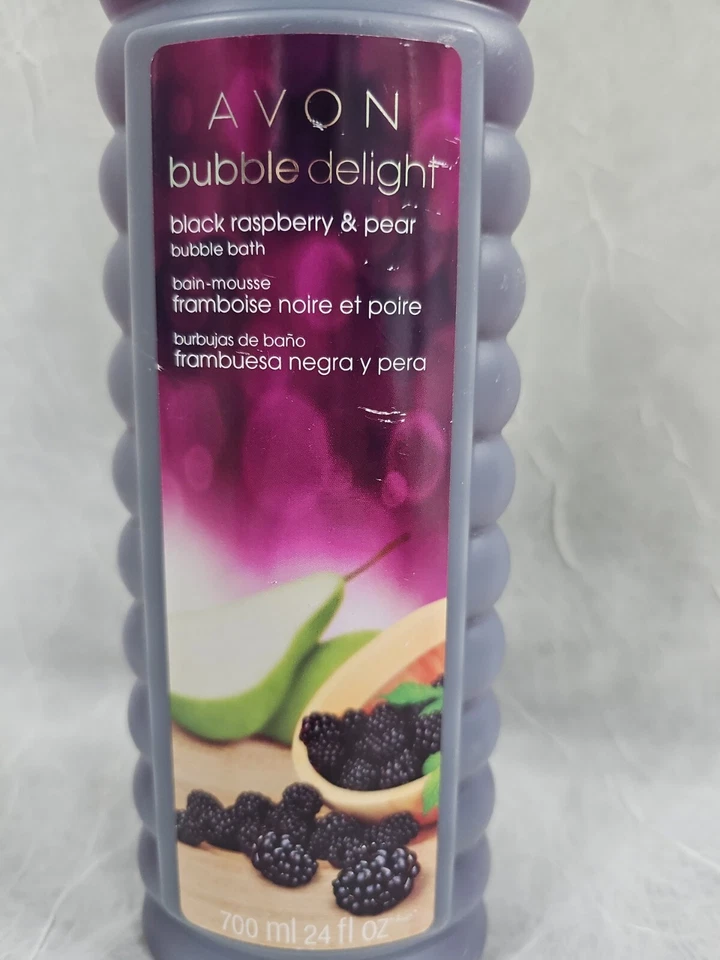 AVON
bubble delight
black raspberry & pear
bubble bath
bain-mousse
framboise noire et poire
burbujas de baño
frambuesa negra y pera
700 ml 24 fl oz